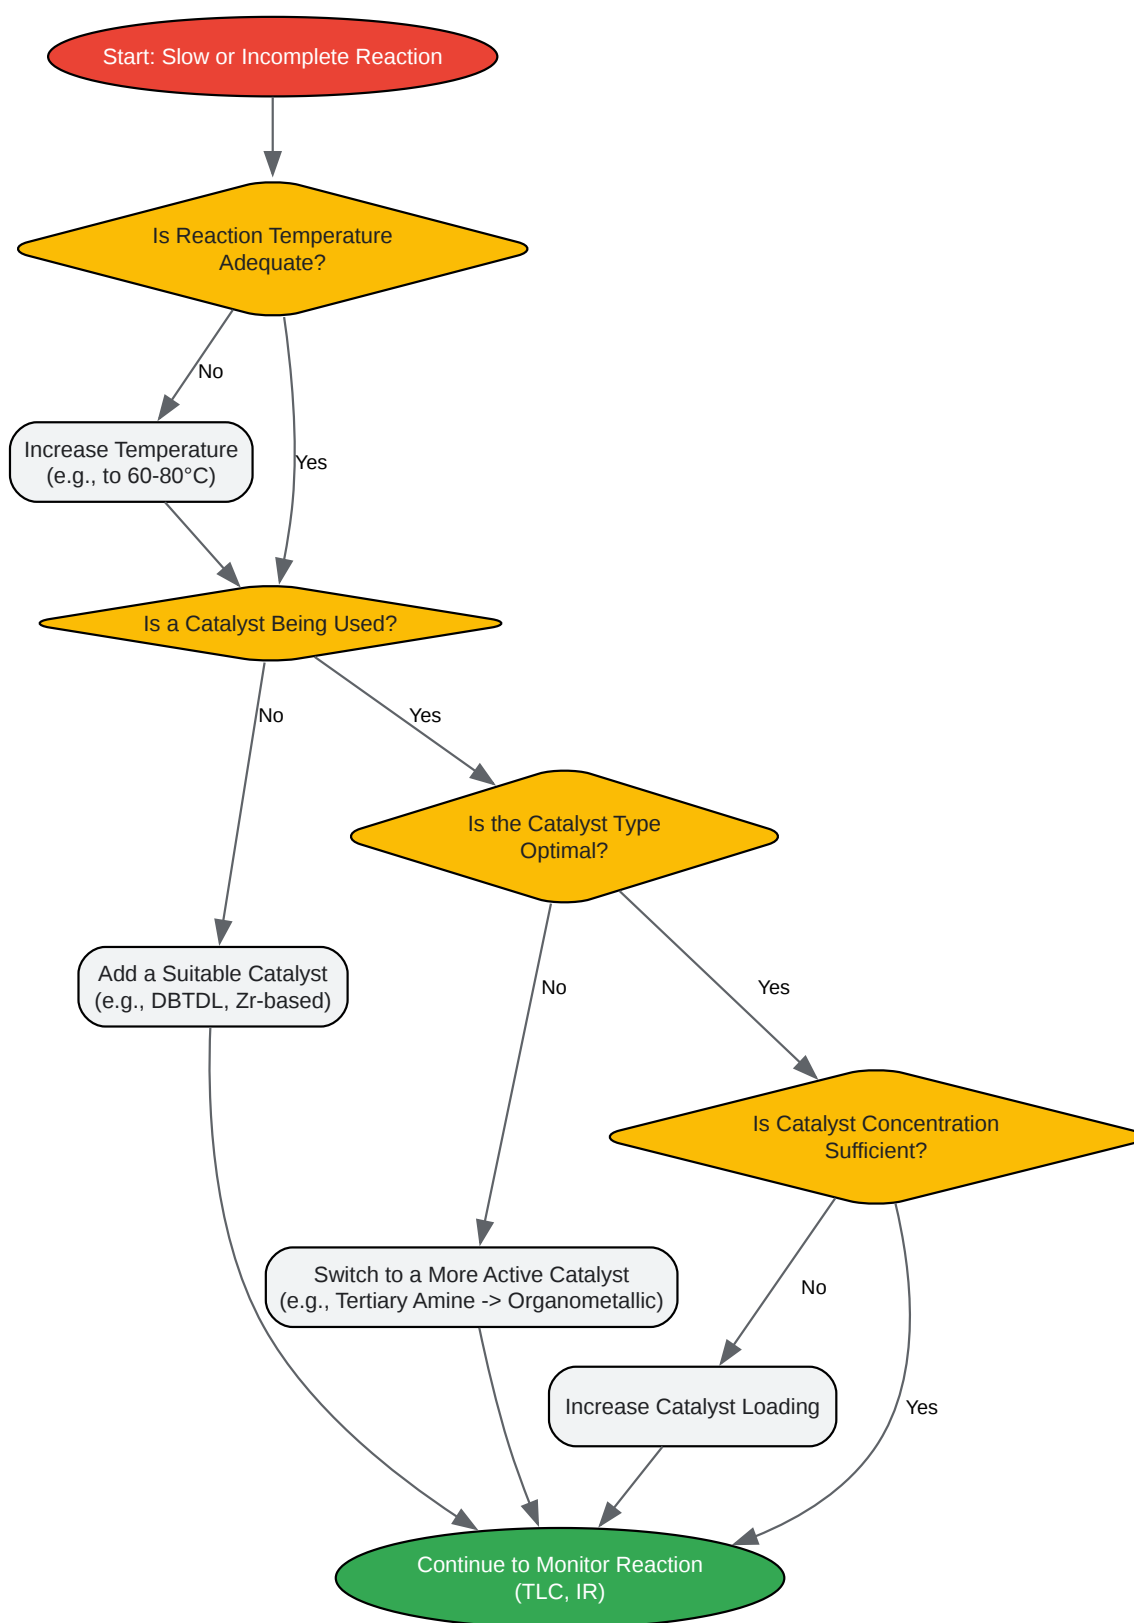 Start: Slow or Incomplete Reaction
Is Reaction Temperature
Adequate?
No
Increase Temperature
(e.g., to 60-80°C)
Yes
Is a Catalyst Being Used?
No
Yes
Is the Catalyst Type
Optimal?
Add a Suitable Catalyst
(e.g., DBTDL, Zr-based)
No
Yes
Is Catalyst Concentration
Sufficient?
Switch to a More Active Catalyst
(e.g., Tertiary Amine -> Organometallic)
No
Increase Catalyst Loading
Yes
Continue to Monitor Reaction
(TLC, IR)